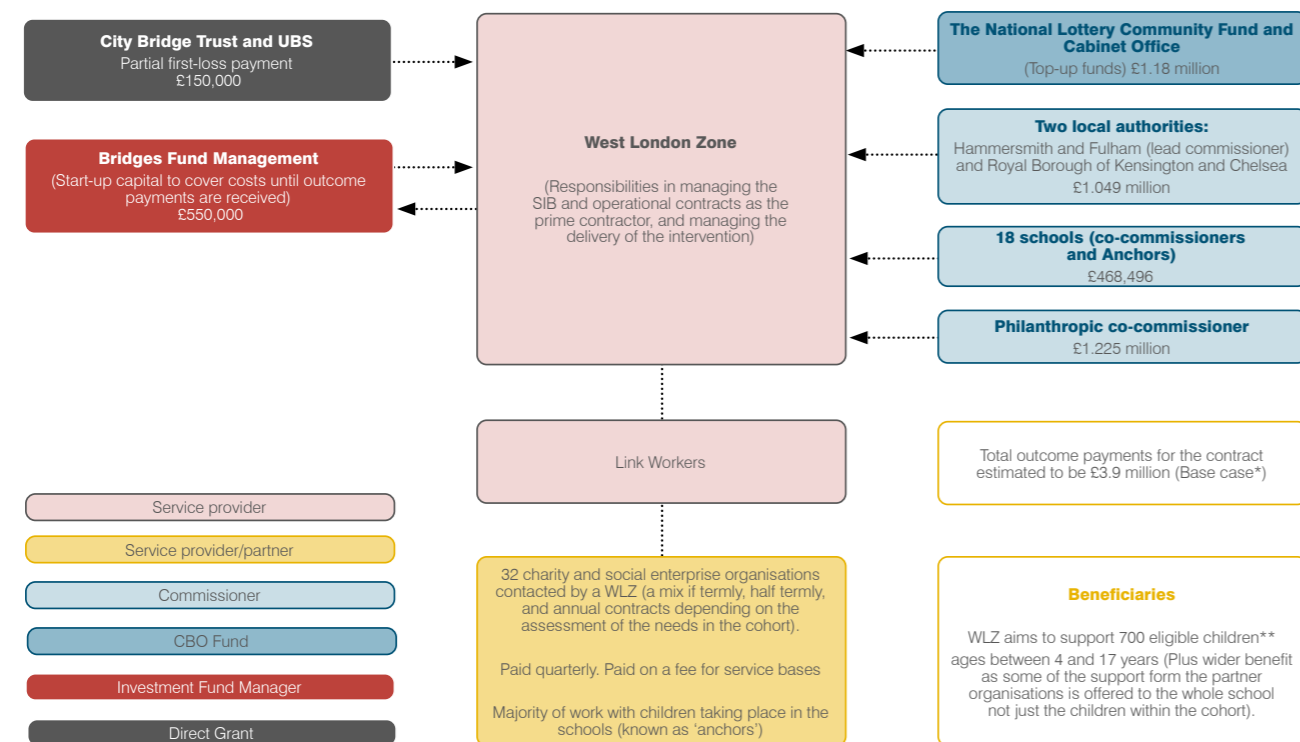 City Bridge Trust and UBS
Partial first-loss payment
£150,000
Bridges Fund Management
(Start-up capital to cover costs until outcome
payments are received)
£550,000
West London Zone
(Responsibilities in managing the
SIB and operational contracts as the
prime contractor, and managing the
delivery of the intervention)
The National Lottery Community Fund and
Cabinet Office
(Top-up funds) £1.18 million
Two local authorities:
Hammersmith and Fulham (lead commissioner)
and Royal Borough of Kensington and Chelsea
£1.049 million
18 schools (co-commissioners
and Anchors)
£468,496
Philanthropic co-commissioner
£1.225 million
Link Workers
Total outcome payments for the contract
estimated to be £3.9 million (Base case*)
Service provider
Service provider/partner
Commissioner
CBO Fund
Investment Fund Manager
Direct Grant
32 charity and social enterprise organisations
contacted by a WLZ (a mix if termly, half termly,
and annual contracts depending on the
assessment of the needs in the cohort).
Paid quarterly. Paid on a fee for service bases
Majority of work with children taking place in the
schools (known as ‘anchors’)
Beneficiaries
WLZ aims to support 700 eligible children**
ages between 4 and 17 years (Plus wider benefit
as some of the support form the partner
organisations is offered to the whole school
not just the children within the cohort).